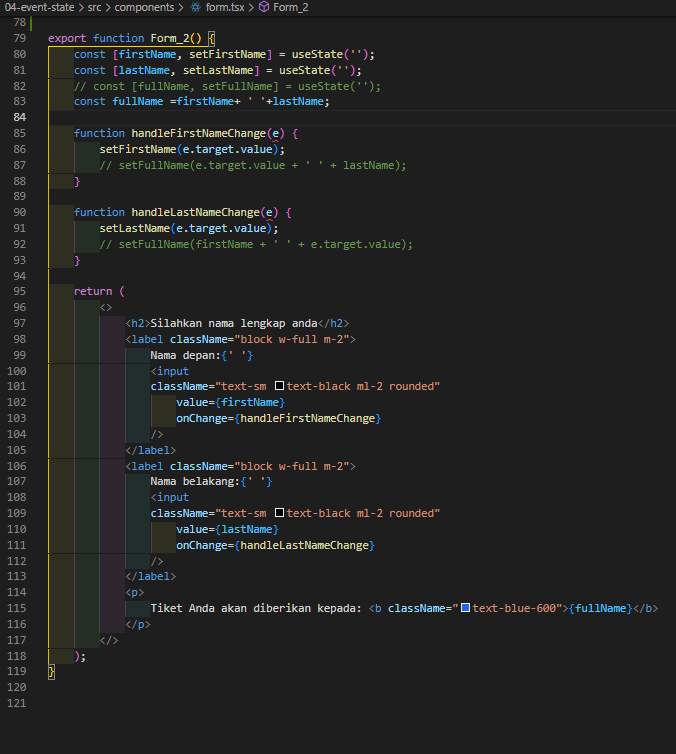 04-event-state > src > components > form.tsx > Form_2
78
79 export function Form_2() {
80 const [firstName, setFirstName] = useState('');
81 const [lastName, setLastName] = useState('');
82 // const [fullName, setFullName] = useState('');
83 const fullName =firstName+ ' '+lastName;
84
85 function handleFirstNameChange(e) {
86 setFirstName(e.target.value);
87 // setFullName(e.target.value + ' ' + lastName);
88 }
89
90 function handleLastNameChange(e) {
91 setLastName(e.target.value);
92 // setFullName(firstName + ' ' + e.target.value);
93 }
94
95 return (
96 <>
97 <h2>Silahkan nama lengkap anda</h2>
98 <label className="block w-full m-2">
99 Nama depan:{' '}
100 <input
101 className="text-sm text-black ml-2 rounded"
102 value={firstName}
103 onChange={handleFirstNameChange}
104 />
105 </label>
106 <label className="block w-full m-2">
107 Nama belakang:{' '}
108 <input
109 className="text-sm text-black ml-2 rounded"
110 value={lastName}
111 onChange={handleLastNameChange}
112 />
113 </label>
114 <p>
115 Tiket Anda akan diberikan kepada: <b className="text-blue-600">{fullName}</b>
116 </p>
117 </>
118 );
119 }
120
121